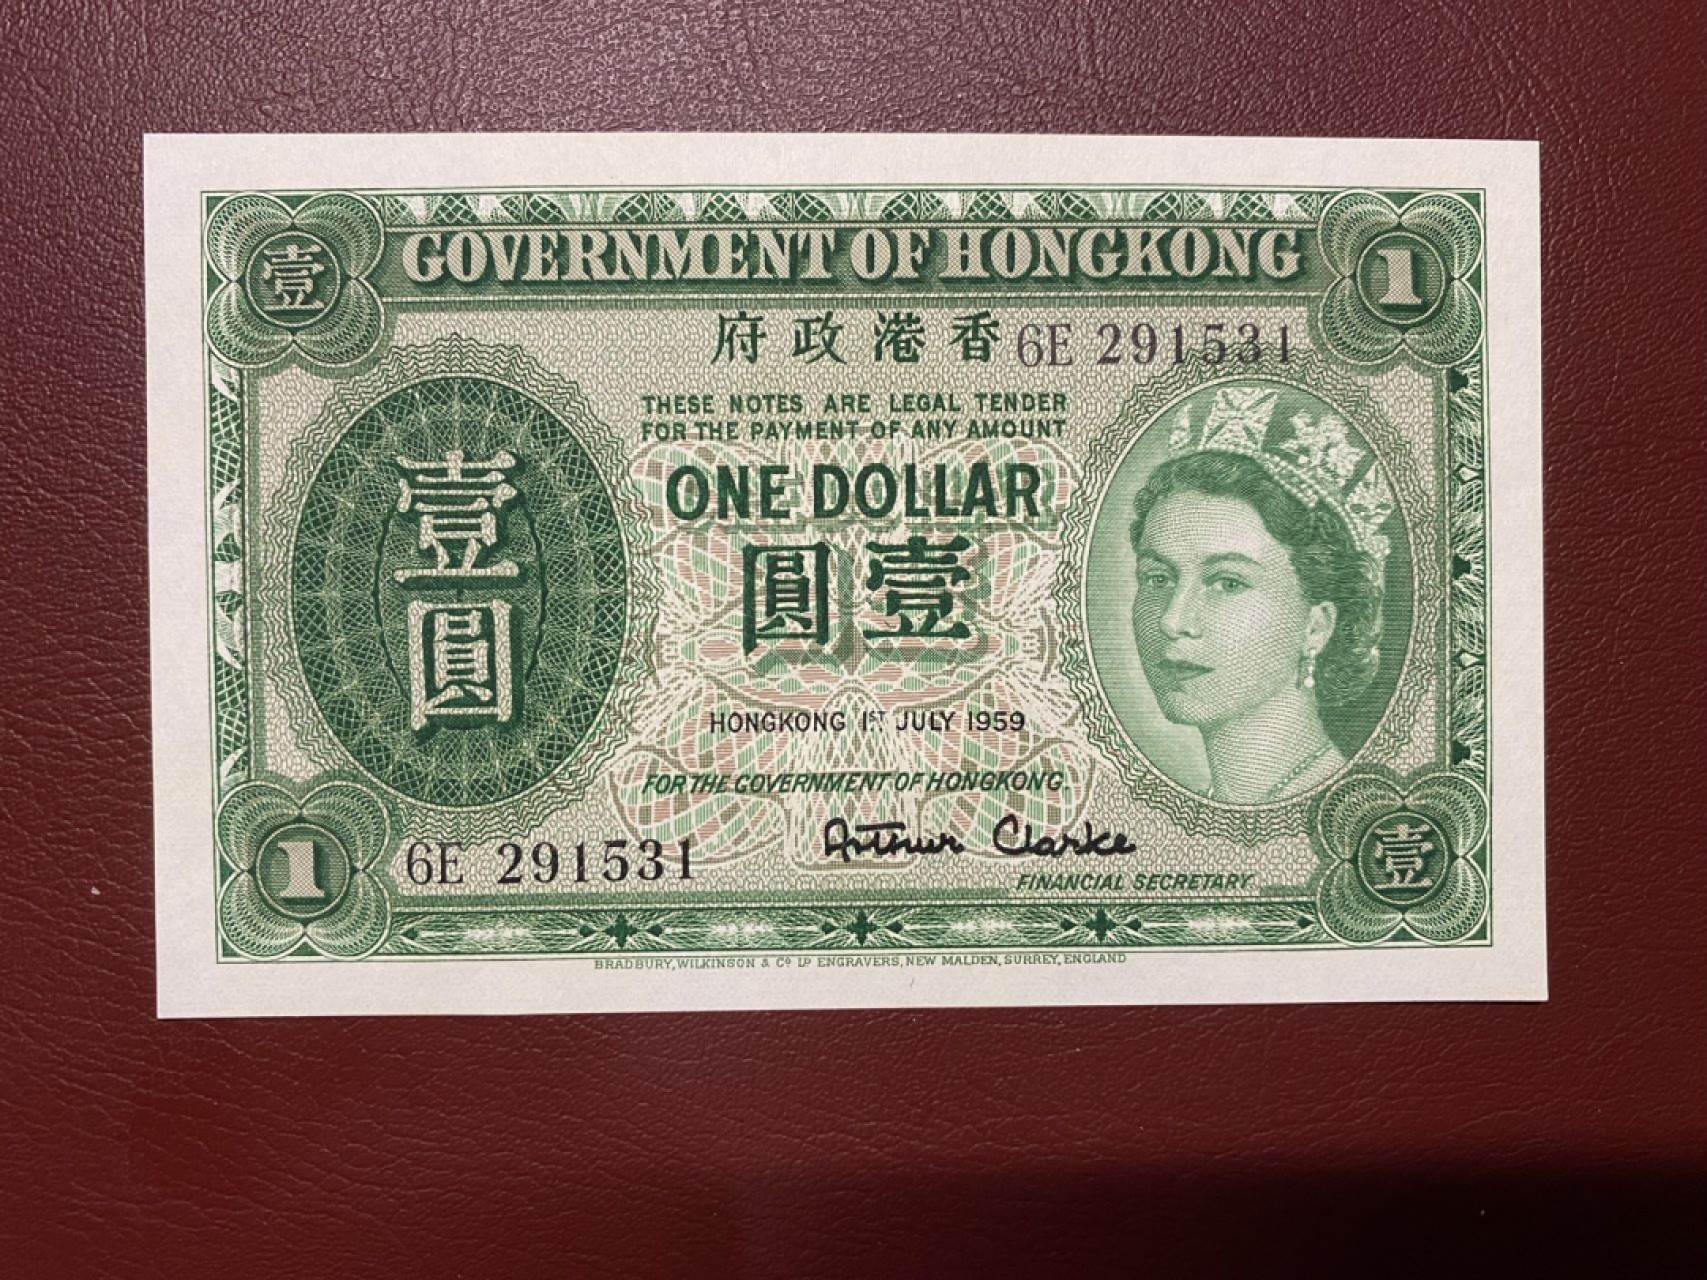 壹
GOVERNMENT OF HONGKONG
1
府政港香
6E 291531
THESE NOTES ARE LEGAL TENDER
FOR THE PAYMENT OF ANY AMOUNT
ONE DOLLAR
壹圓
圓壹
HONGKONG 1ST JULY 1959
FOR THE GOVERNMENT OF HONGKONG.
Arthur Clarke
1
6E 291531
FINANCIAL SECRETARY
壹
BRADBURY, WILKINSON & Co Ld ENGRAVERS, NEW MALDEN, SURREY, ENGLAND